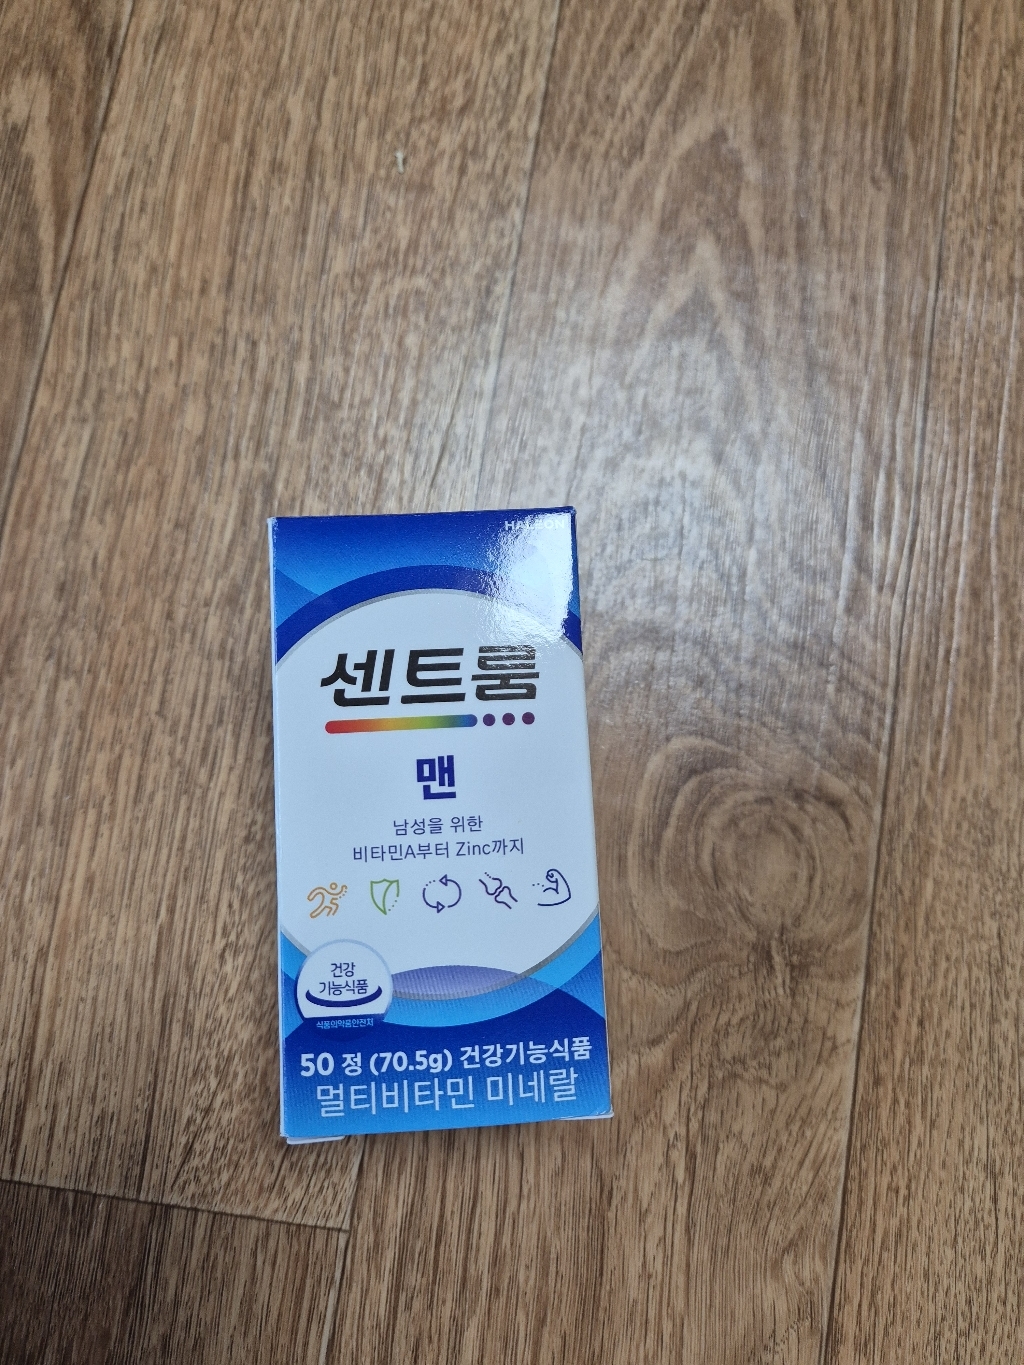 HALEON
센트룸
맨
남성을 위한
비타민A부터 Zinc까지
건강
기능식품
식품의약품안전처
50 정 (70.5g) 건강기능식품
멀티비타민 미네랄